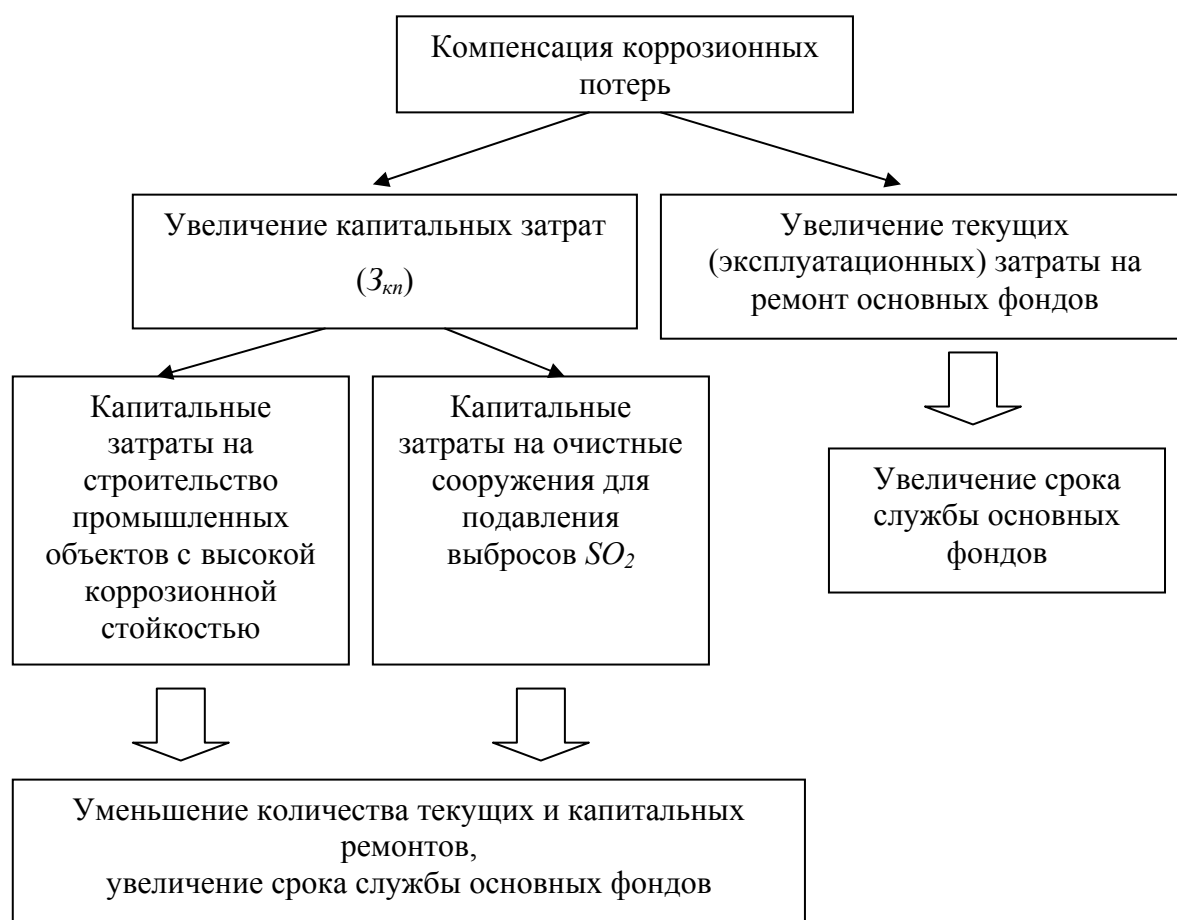 Компенсация коррозионных
потерь
Увеличение капитальных затрат
(Зкп)
Увеличение текущих
(эксплуатационных) затраты на
ремонт основных фондов
Капитальные
затраты на
строительство
промышленных
объектов с высокой
коррозионной
стойкостью
Капитальные
затраты на очистные
сооружения для
подавления
выбросов SO2
Увеличение срока
службы основных
фондов
Уменьшение количества текущих и капитальных
ремонтов,
увеличение срока службы основных фондов